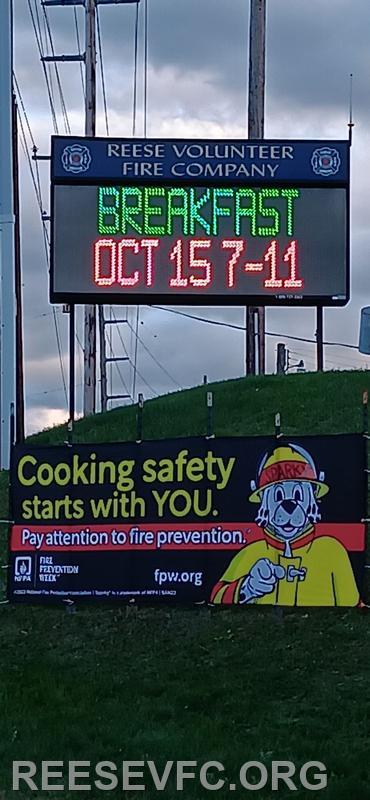 REESE VOLUNTEER
FIRE COMPANY
BREAKFAST
OCT 15 7-11
Cooking safety
starts with YOU.
SPARKY
Pay attention to fire prevention.
NFPA
FIRE
PREVENTION
WEEK
fpw.org
REESEVFC.ORG